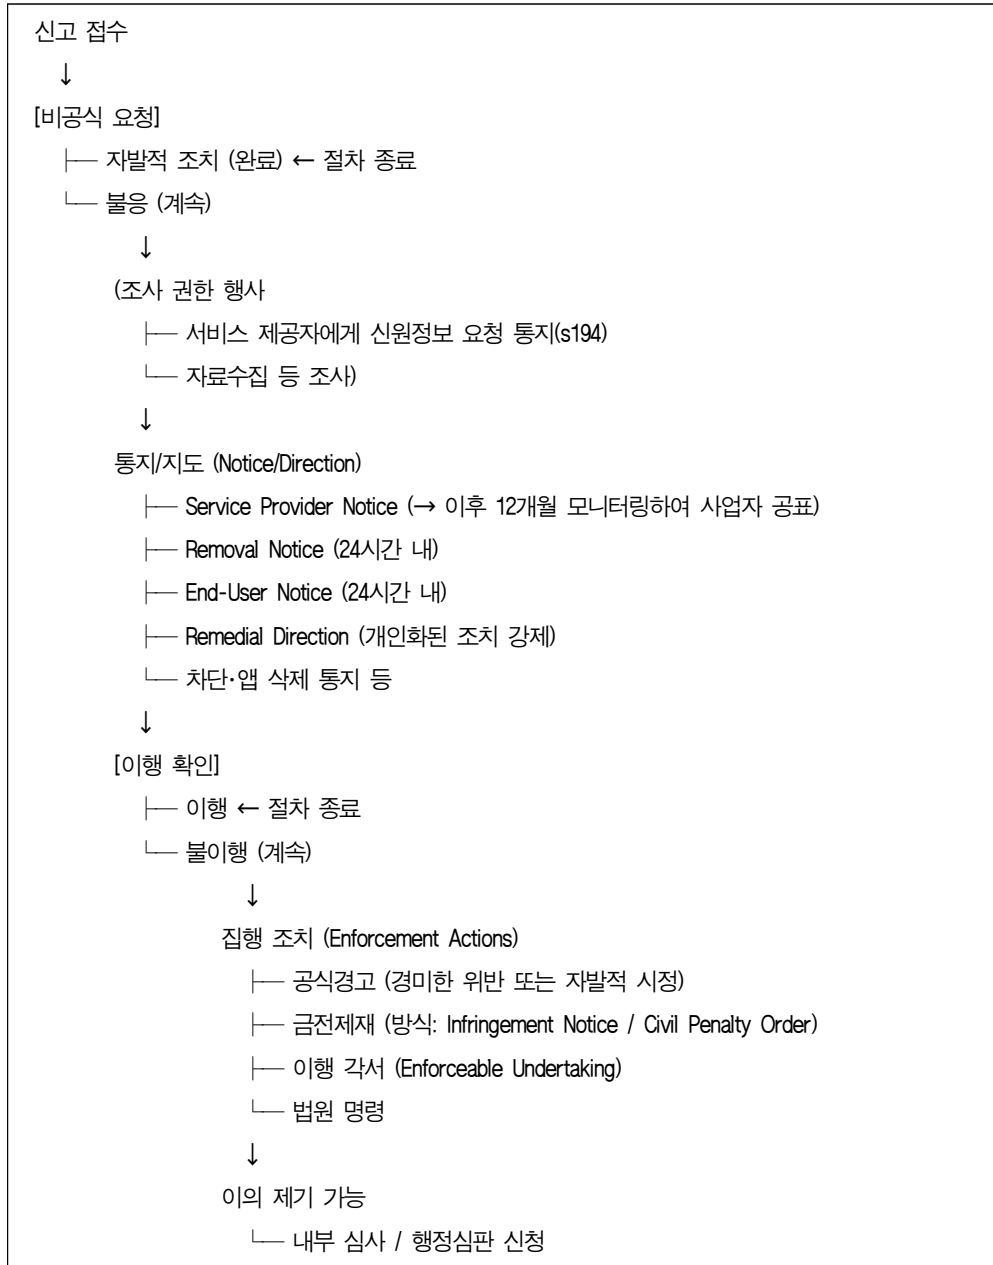 신고 접수
↓
[비공식 요청]
├─ 자발적 조치 (완료) ← 절차 종료
└─ 불응 (계속)
↓
(조사 권한 행사
├─ 서비스 제공자에게 신원정보 요청 통지(s194)
└─ 자료수집 등 조사)
↓
통지/지도 (Notice/Direction)
├─ Service Provider Notice (→ 이후 12개월 모니터링하여 사업자 공표)
├─ Removal Notice (24시간 내)
├─ End-User Notice (24시간 내)
├─ Remedial Direction (개인화된 조치 강제)
└─ 차단·앱 삭제 통지 등
↓
[이행 확인]
├─ 이행 ← 절차 종료
└─ 불이행 (계속)
↓
집행 조치 (Enforcement Actions)
├─ 공식경고 (경미한 위반 또는 자발적 시정)
├─ 금전제재 (방식: Infringement Notice / Civil Penalty Order)
├─ 이행 각서 (Enforceable Undertaking)
└─ 법원 명령
↓
이의 제기 가능
└─ 내부 심사 / 행정심판 신청